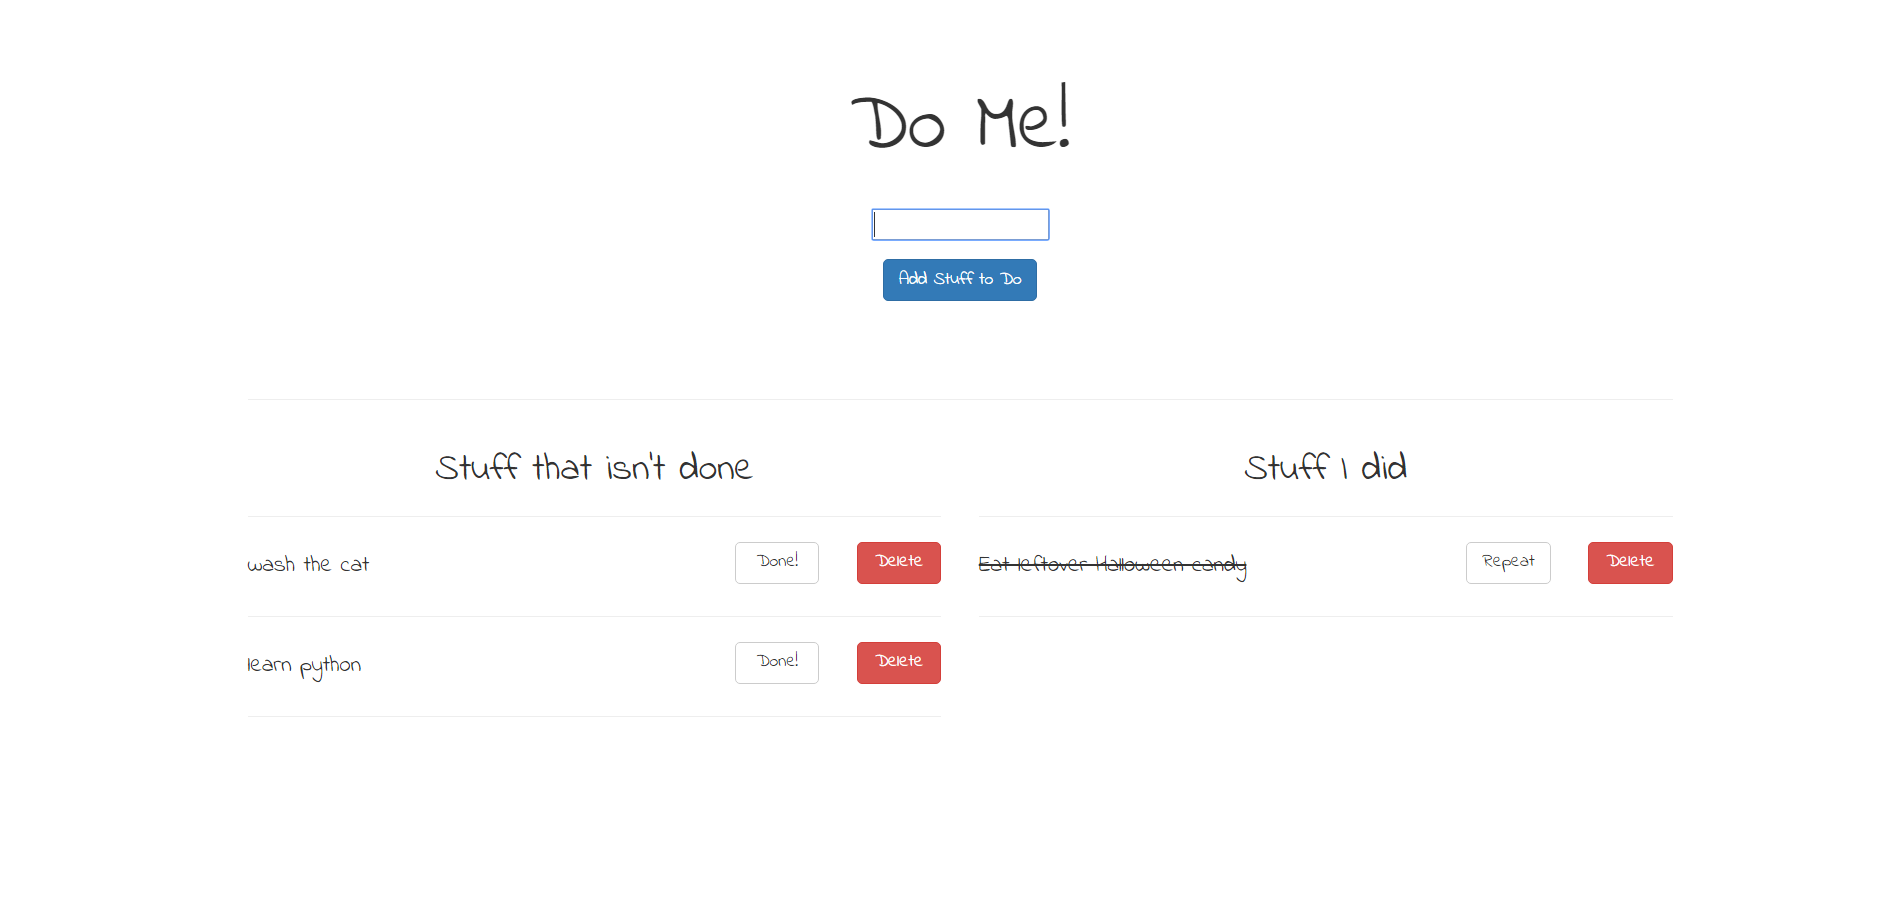 Do Me!
Add Stuff to Do
Stuff that isn't done
wash the cat Done! Delete
learn python Done! Delete
Stuff I did
Eat leftover Halloween candy Repeat Delete